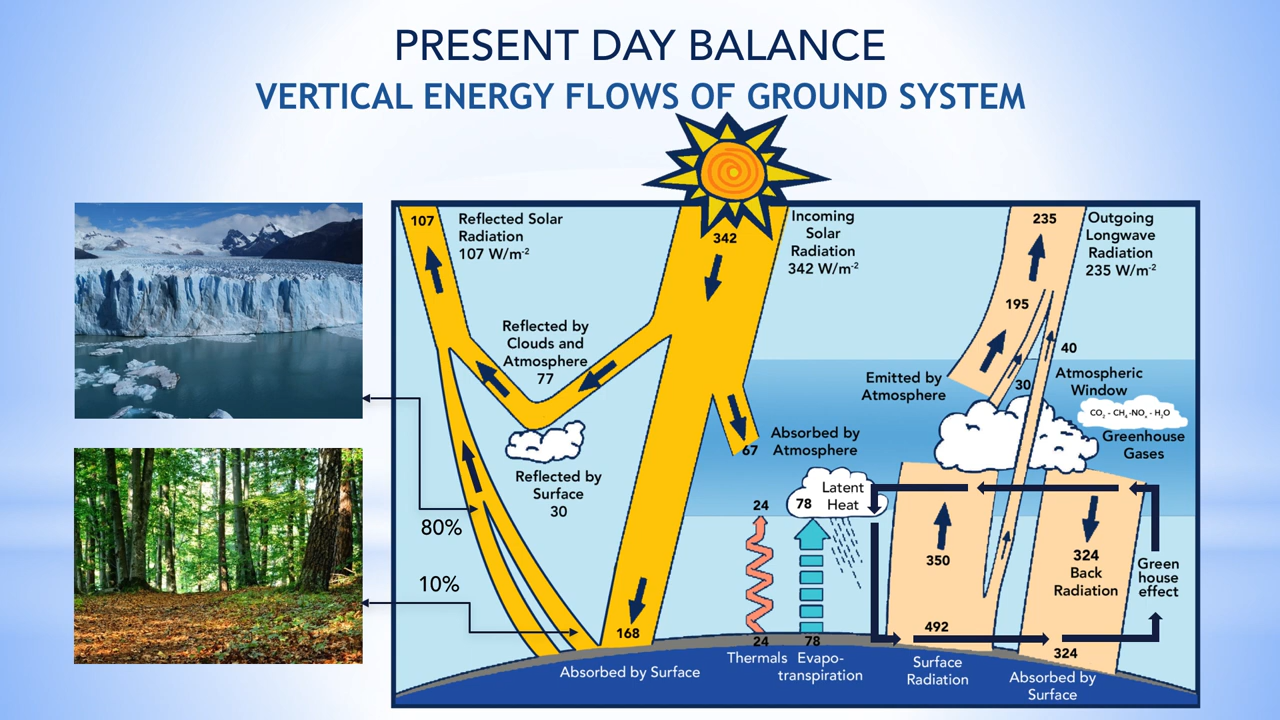 PRESENT DAY BALANCE
VERTICAL ENERGY FLOWS OF GROUND SYSTEM
107
Reflected Solar
Radiation
107 W/m-2
342
Incoming
Solar
Radiation
342 W/m-2
235
Outgoing
Longwave
Radiation
235 W/m-2
195
Reflected by
Clouds and
Atmosphere
77
40
Emitted by
Atmosphere
30
Atmospheric
Window
CO2 - CH4 -NOx - H2O
Greenhouse
Gases
Absorbed by
Atmosphere
67
Reflected by
Surface
30
80%
10%
24
78
Latent
Heat
350
324
Back
Radiation
Green
house
effect
168
24
78
492
324
Absorbed by Surface
Thermals
Evapo-
transpiration
Surface
Radiation
Absorbed by
Surface